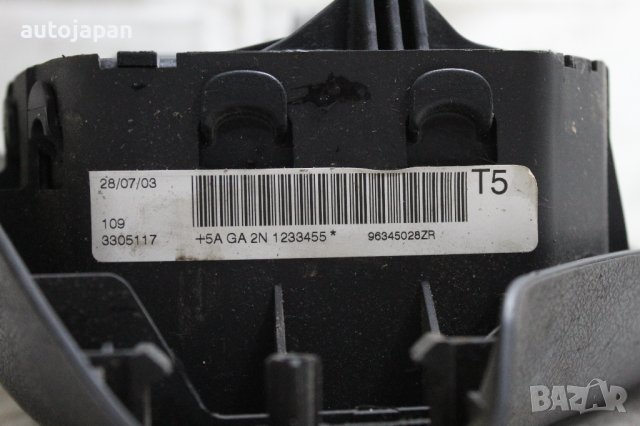 autojapan
28/07/03
T5
109
3305117
+5A GA 2N 1233455*
96345028ZR
BAZAR